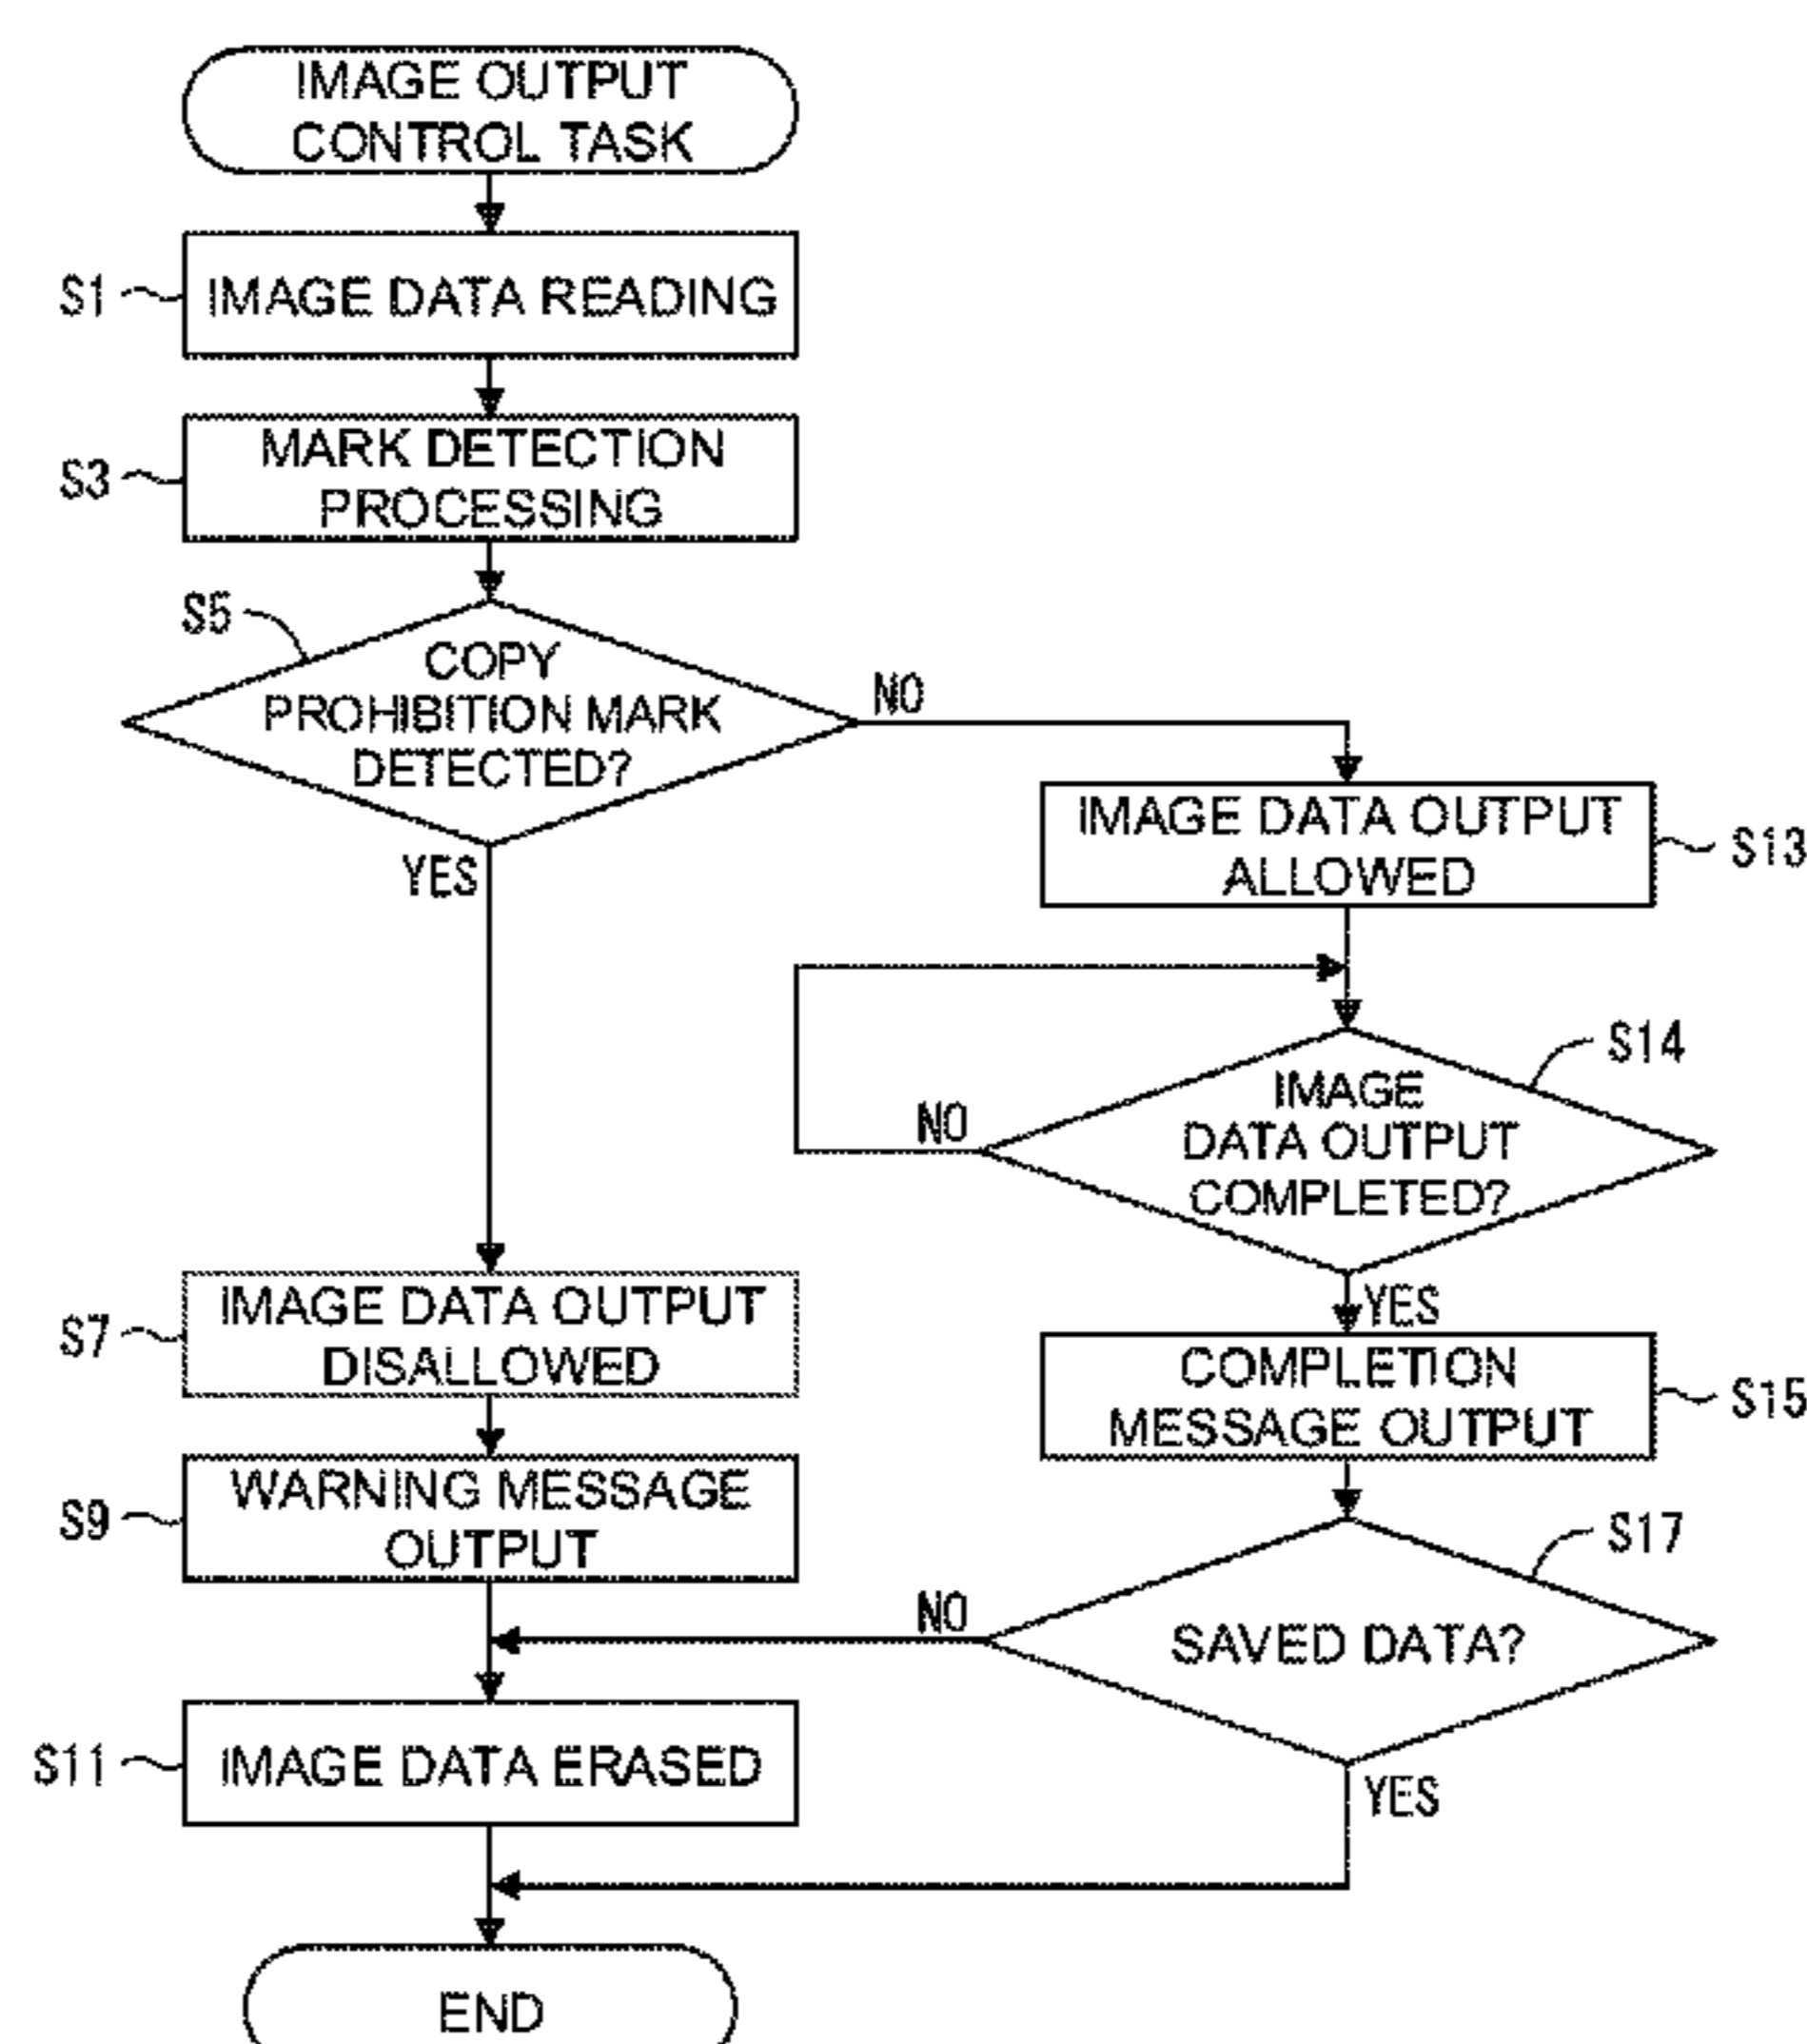 IMAGE OUTPUT
CONTROL TASK
S1
IMAGE DATA READING
S3
MARK DETECTION
PROCESSING
S5
COPY
PROHIBITION MARK
DETECTED?
NO
YES
IMAGE DATA OUTPUT
ALLOWED
S13
S14
IMAGE
DATA OUTPUT
COMPLETED?
NO
YES
S7
IMAGE DATA OUTPUT
DISALLOWED
COMPLETION
MESSAGE OUTPUT
S15
S9
WARNING MESSAGE
OUTPUT
S17
SAVED DATA?
NO
YES
S11
IMAGE DATA ERASED
END